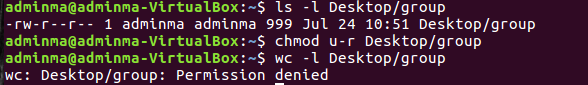 adminma@adminma-VirtualBox:~$ ls -l Desktop/group
-rw-r--r-- 1 adminma adminma 999 Jul 24 10:51 Desktop/group
adminma@adminma-VirtualBox:~$ chmod u-r Desktop/group
adminma@adminma-VirtualBox:~$ wc -l Desktop/group
wc: Desktop/group: Permission denied